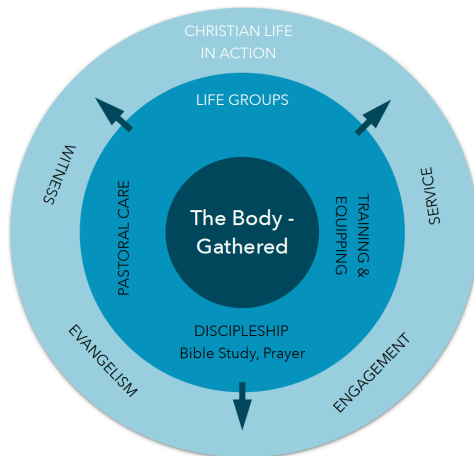 CHRISTIAN LIFE
IN ACTION
LIFE GROUPS
WITNESS
PASTORAL CARE
The Body -
Gathered
TRAINING &
EQUIPPING
SERVICE
DISCIPLESHIP
Bible Study, Prayer
EVANGELISM
ENGAGEMENT